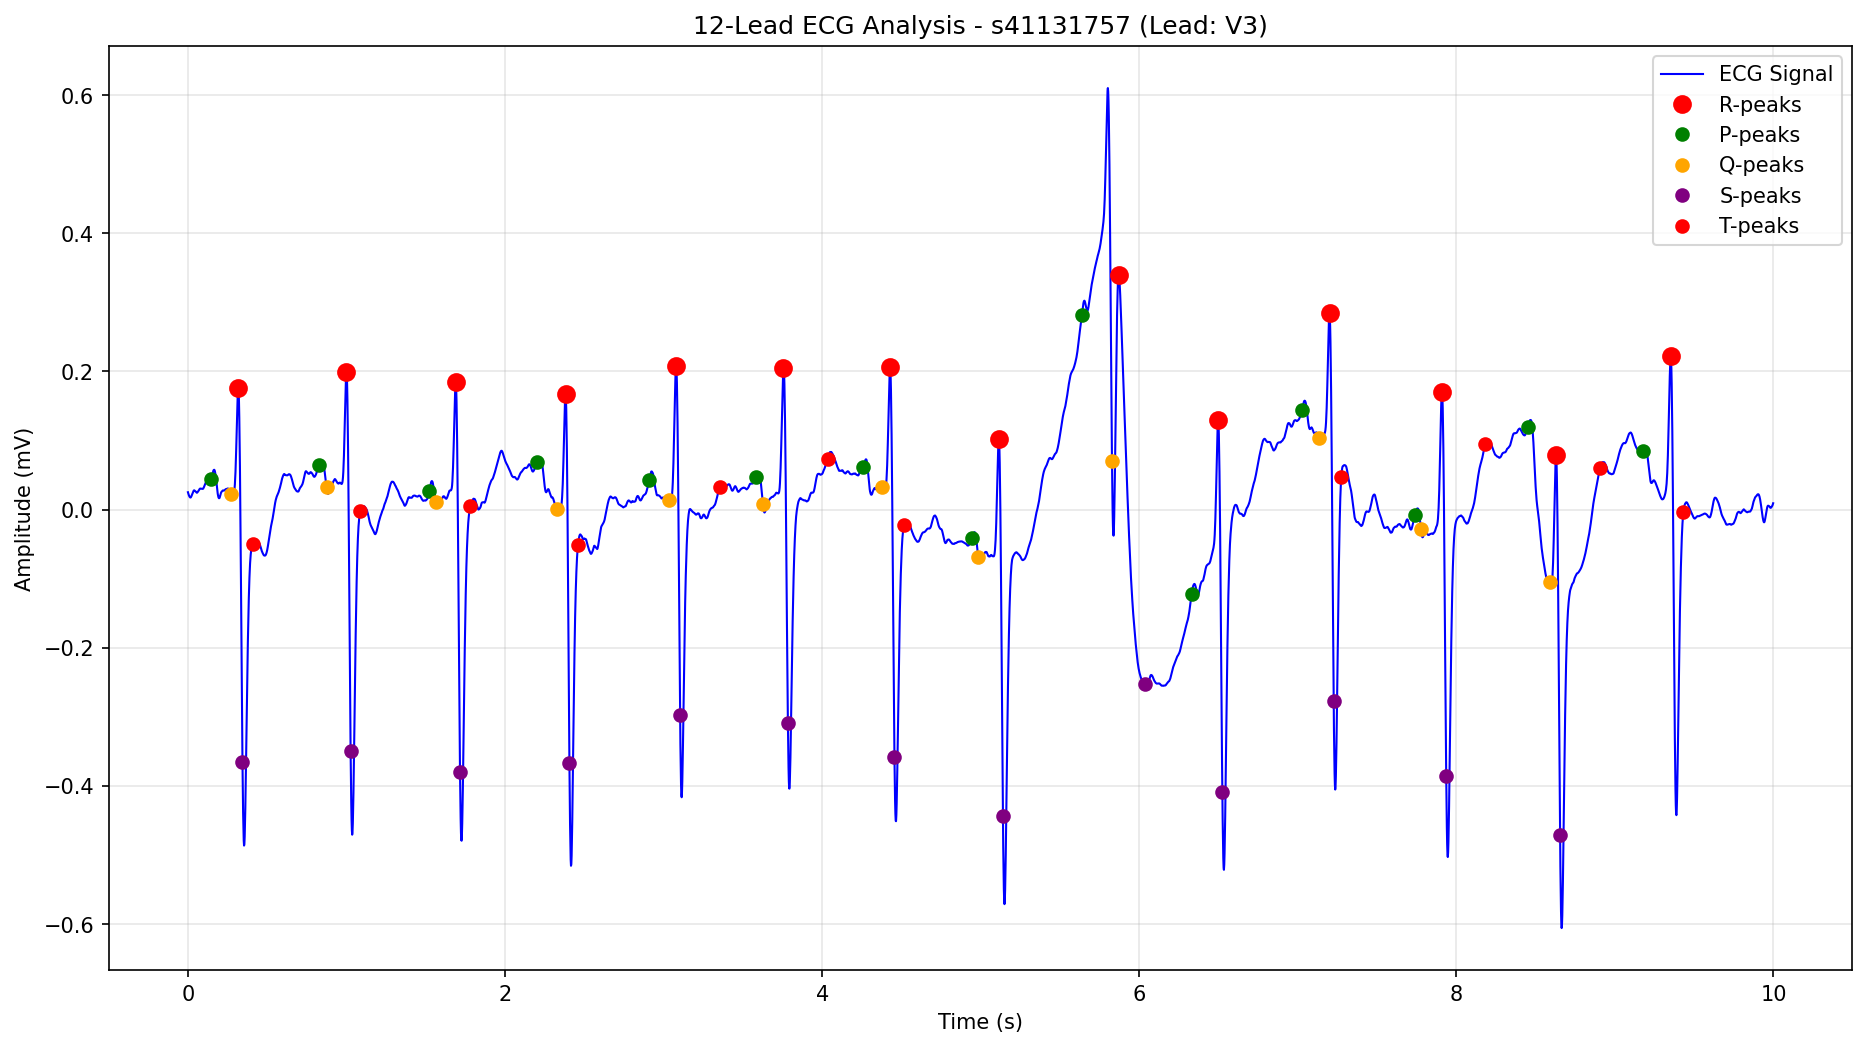 12-Lead ECG Analysis - s41131757 (Lead: V3)
ECG Signal
R-peaks
P-peaks
Q-peaks
S-peaks
T-peaks
Amplitude (mV)
0.6
0.4
0.2
0.0
−0.2
−0.4
−0.6
0
2
4
6
8
10
Time (s)